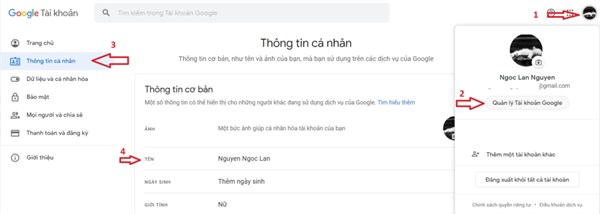 Google Tài khoản
Tìm kiếm trong Tài khoản Google
1
Trang chủ
Thông tin cá nhân
3
Dữ liệu và cá nhân hóa
Bảo mật
Mọi người và chia sẻ
Thanh toán và đăng ký
Giới thiệu
Thông tin cá nhân
Thông tin cơ bản, như tên và ảnh của bạn, mà bạn sử dụng trên các dịch vụ của Google
Thông tin cơ bản
Một số thông tin có thể hiển thị cho những người khác đang sử dụng dịch vụ của Google. Tìm hiểu thêm
ẢNH
Một bức ảnh giúp cá nhân hóa tài khoản của bạn
4
TÊN
Nguyen Ngoc Lan
NGÀY SINH
Thêm ngày sinh
GIỚI TÍNH
Nữ
Ngoc Lan Nguyen
@gmail.com
2
Quản lý Tài khoản Google
Thêm một tài khoản khác
Đăng xuất khỏi tất cả tài khoản
Chính sách quyền riêng tư • Điều khoản dịch vụ